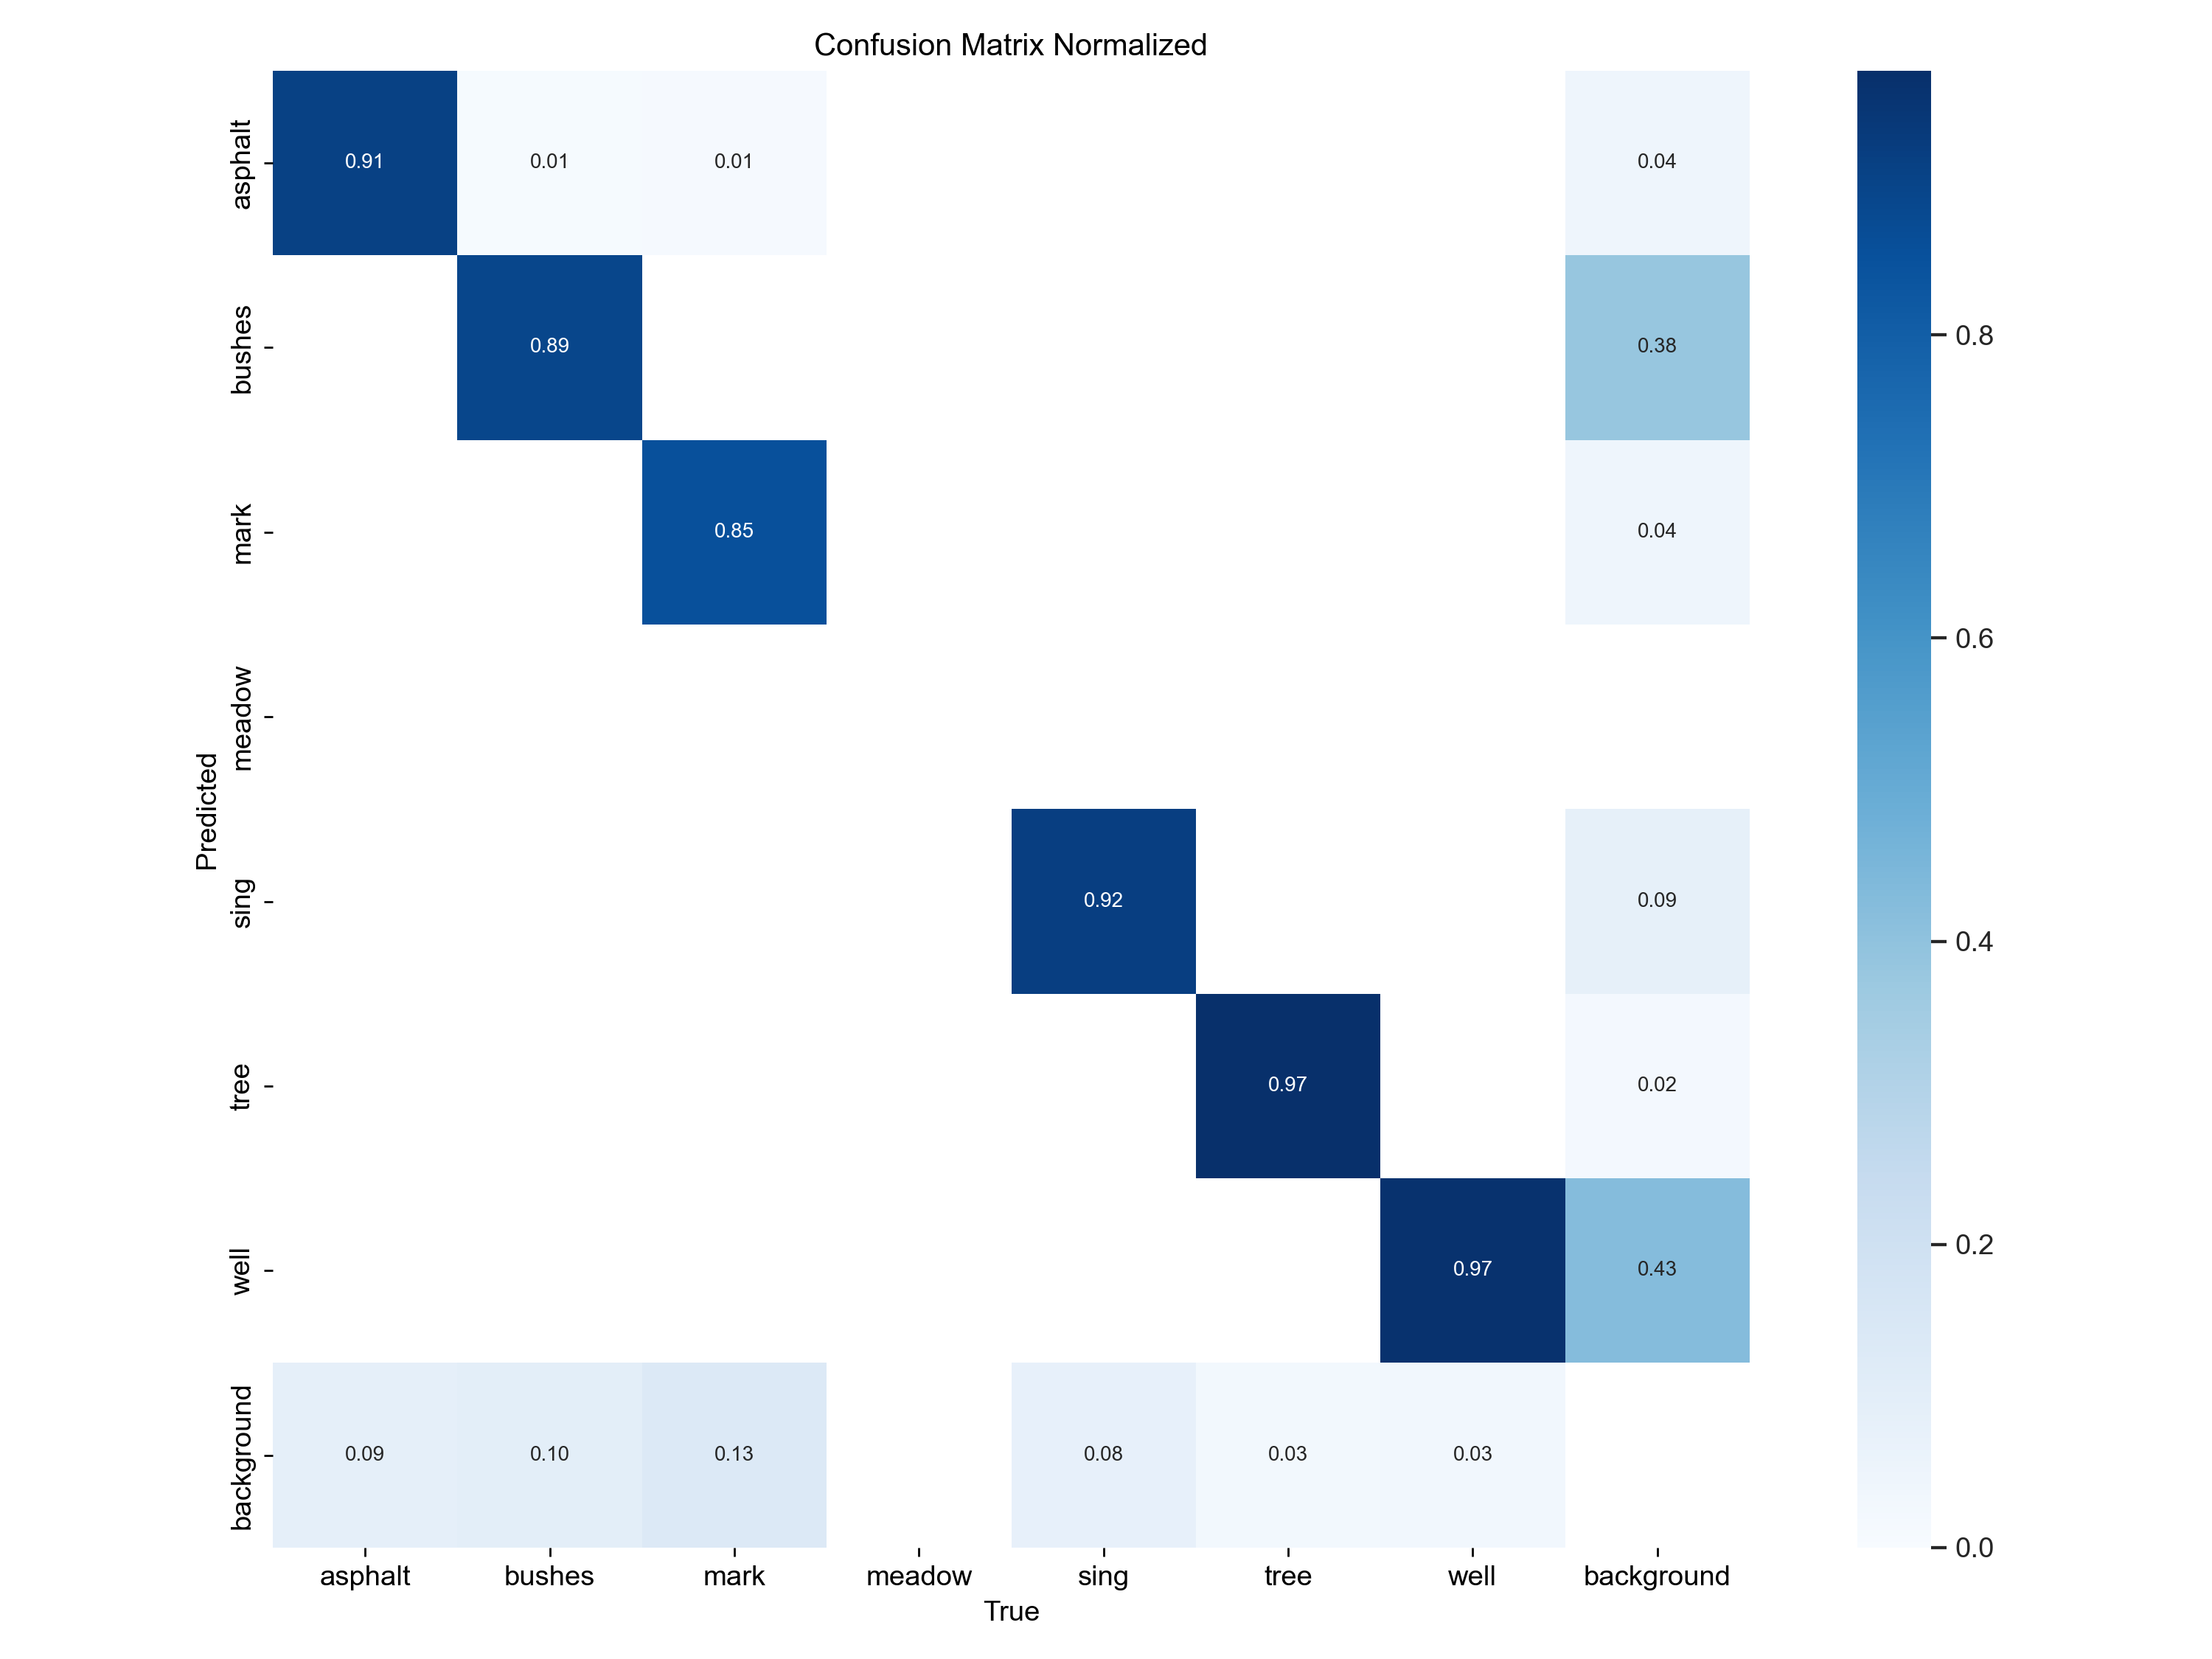 Confusion Matrix Normalized
asphalt 0.91 0.01 0.01 0.04
bushes 0.89 0.38 0.8
mark 0.85 0.04
0.6
meadow
Predicted
sing 0.92 0.09
0.4
tree 0.97 0.02
well 0.97 0.43 0.2
background 0.09 0.10 0.13 0.08 0.03 0.03
0.0
asphalt bushes mark meadow sing tree well background
True